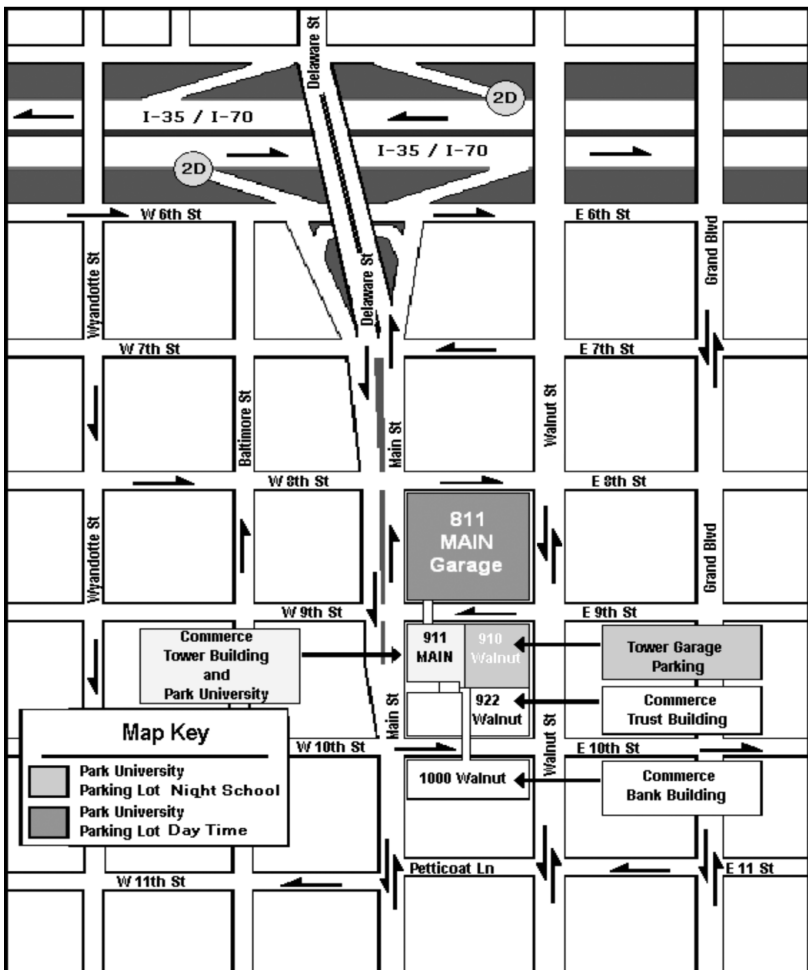 Delaware St
2D
I-35 / I-70
I-35 / I-70
2D
W 6th St
E 6th St
Wyandotte St
Delaware St
Grand Blvd
W 7th St
E 7th St
Baltimore St
Main St
Walnut St
W 8th St
E 8th St
Wyandotte St
811
MAIN
Garage
Grand Blvd
W 9th St
E 9th St
Commerce
Tower Building
and
Park University
911
MAIN
910
Walnut
Tower Garage
Parking
Main St
922
Walnut
Walnut St
Commerce
Trust Building
Map Key
W 10th St
E 10th St
Park University
Parking Lot Night School
1000 Walnut
Commerce
Bank Building
Park University
Parking Lot Day Time
Petticoat Ln
W 11th St
E 11 St